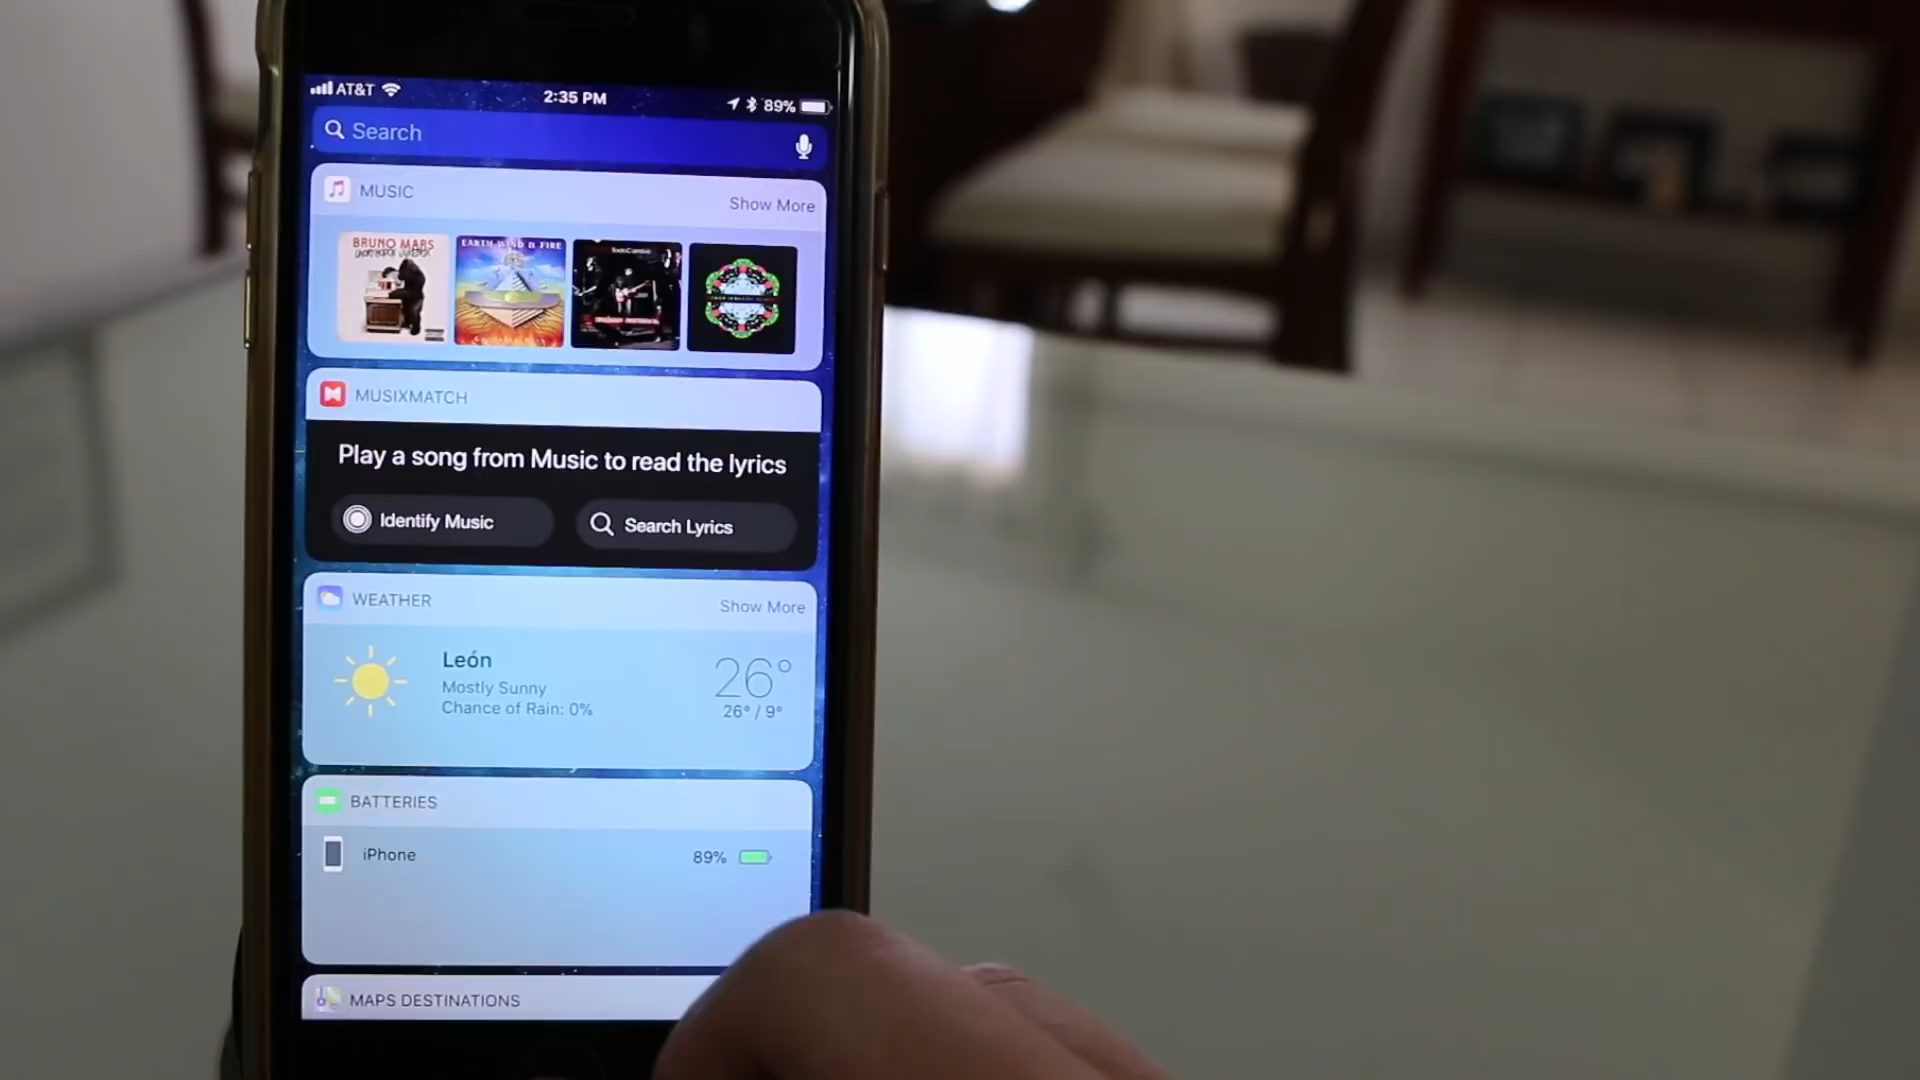 AT&T
2:35 PM
89%
Search
MUSIC
Show More
BRUNO MARS
EARTH WIND & FIRE
MUSIXMATCH
Play a song from Music to read the lyrics
Identify Music
Search Lyrics
WEATHER
Show More
León
Mostly Sunny
Chance of Rain: 0%
26°
26° / 9°
BATTERIES
iPhone
89%
MAPS DESTINATIONS